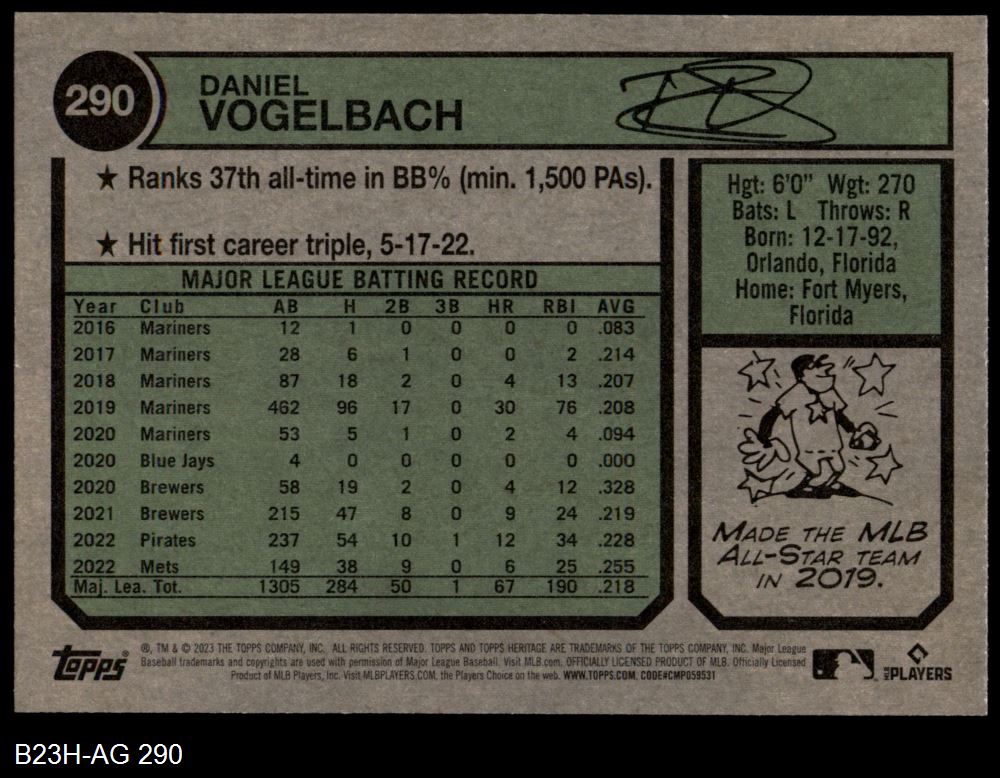 290
DANIEL
VOGELBACH
★ Ranks 37th all-time in BB% (min. 1,500 PAs).
★ Hit first career triple, 5-17-22.
MAJOR LEAGUE BATTING RECORD
Year Club AB H 2B 3B HR RBI AVG
2016 Mariners 12 1 0 0 0 0 .083
2017 Mariners 28 6 1 0 0 2 .214
2018 Mariners 87 18 2 0 4 13 .207
2019 Mariners 462 96 17 0 30 76 .208
2020 Mariners 53 5 1 0 2 4 .094
2020 Blue Jays 4 0 0 0 0 0 .000
2020 Brewers 58 19 2 0 4 12 .328
2021 Brewers 215 47 8 0 9 24 .219
2022 Pirates 237 54 10 1 12 34 .228
2022 Mets 149 38 9 0 6 25 .255
Maj. Lea. Tot. 1305 284 50 1 67 190 .218
Hgt: 6'0" Wgt: 270
Bats: L Throws: R
Born: 12-17-92,
Orlando, Florida
Home: Fort Myers,
Florida
MADE THE MLB
ALL-STAR TEAM
IN 2019.
topps
®, TM & © 2023 THE TOPPS COMPANY, INC. ALL RIGHTS RESERVED. TOPPS AND TOPPS HERITAGE ARE TRADEMARKS OF THE TOPPS COMPANY, INC. Major League
Baseball trademarks and copyrights are used with permission of Major League Baseball. Visit MLB.com. OFFICIALLY LICENSED PRODUCT OF MLB. Officially Licensed
Product of MLB Players, Inc. Visit MLBPLAYERS.COM, the Players Choice on the web. WWW.TOPPS.COM. CODE#CMP059531
MLB PLAYERS
B23H-AG 290